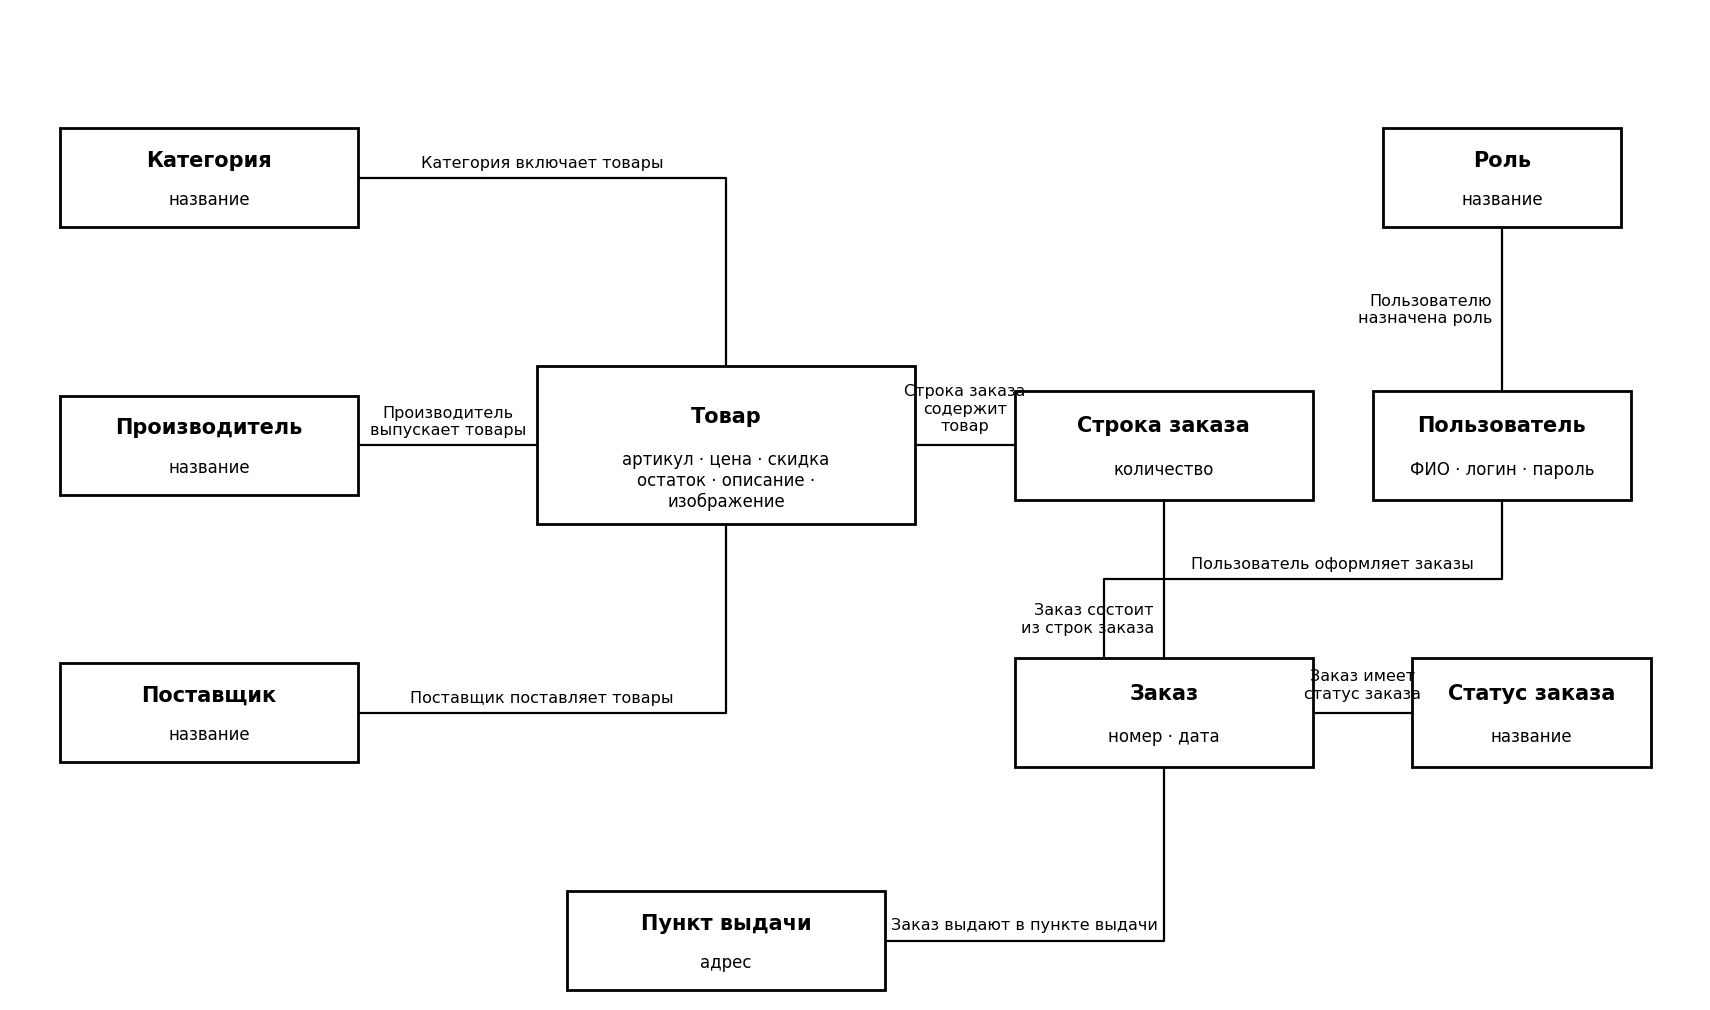 Категория
название
Категория включает товары
Роль
название
Пользователю
назначена роль
Производитель
название
Производитель
выпускает товары
Товар
артикул · цена · скидка
остаток · описание ·
изображение
Строка заказа
содержит
товар
Строка заказа
количество
Пользователь
ФИО · логин · пароль
Пользователь оформляет заказы
Заказ состоит
из строк заказа
Поставщик
название
Поставщик поставляет товары
Заказ
номер · дата
Заказ имеет
статус заказа
Статус заказа
название
Пункт выдачи
адрес
Заказ выдают в пункте выдачи